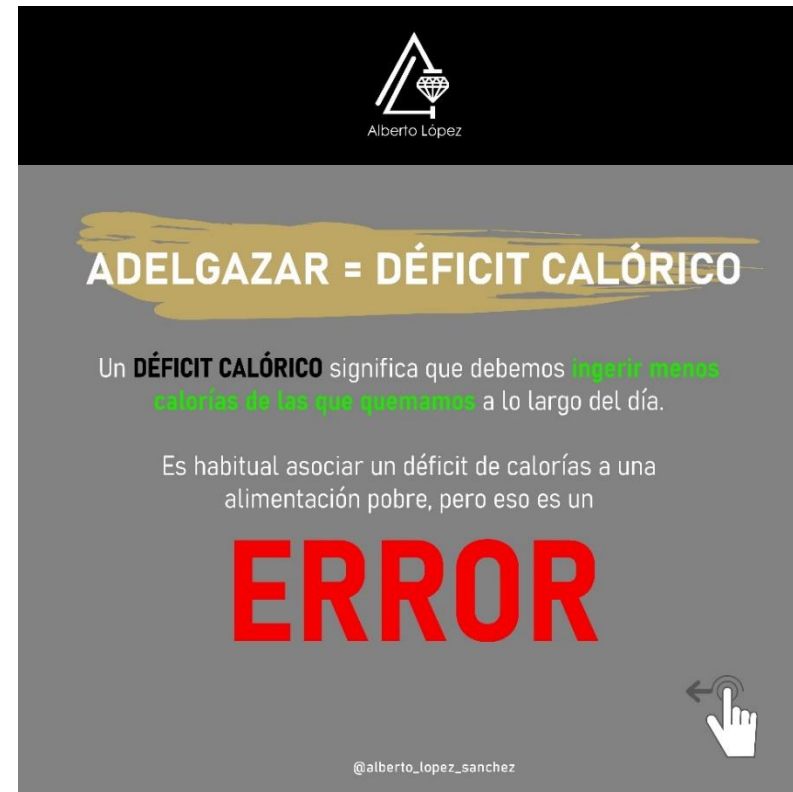 Alberto López
ADELGAZAR = DÉFICIT CALÓRICO
Un DÉFICIT CALÓRICO significa que debemos ingerir menos
calorías de las que quemamos a lo largo del día.
Es habitual asociar un déficit de calorías a una
alimentación pobre, pero eso es un
ERROR
@alberto_lopez_sanchez